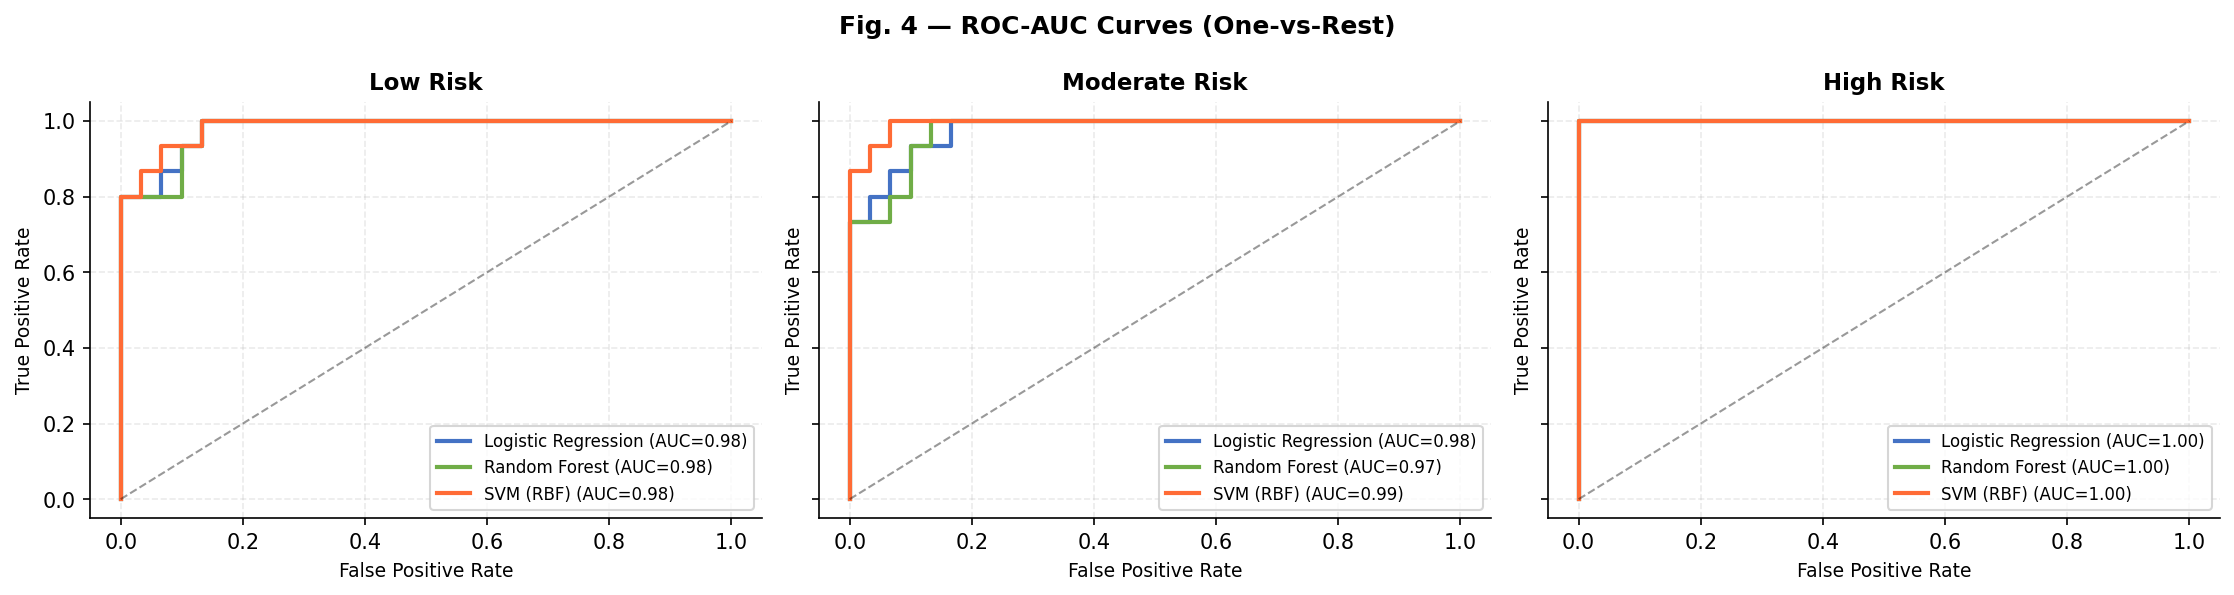 Fig. 4 — ROC-AUC Curves (One-vs-Rest)
Low Risk
True Positive Rate
1.0
0.8
0.6
0.4
0.2
0.0
Logistic Regression (AUC=0.98)
Random Forest (AUC=0.98)
SVM (RBF) (AUC=0.98)
0.0 0.2 0.4 0.6 0.8 1.0
False Positive Rate
Moderate Risk
True Positive Rate
Logistic Regression (AUC=0.98)
Random Forest (AUC=0.97)
SVM (RBF) (AUC=0.99)
0.0 0.2 0.4 0.6 0.8 1.0
False Positive Rate
High Risk
True Positive Rate
Logistic Regression (AUC=1.00)
Random Forest (AUC=1.00)
SVM (RBF) (AUC=1.00)
0.0 0.2 0.4 0.6 0.8 1.0
False Positive Rate